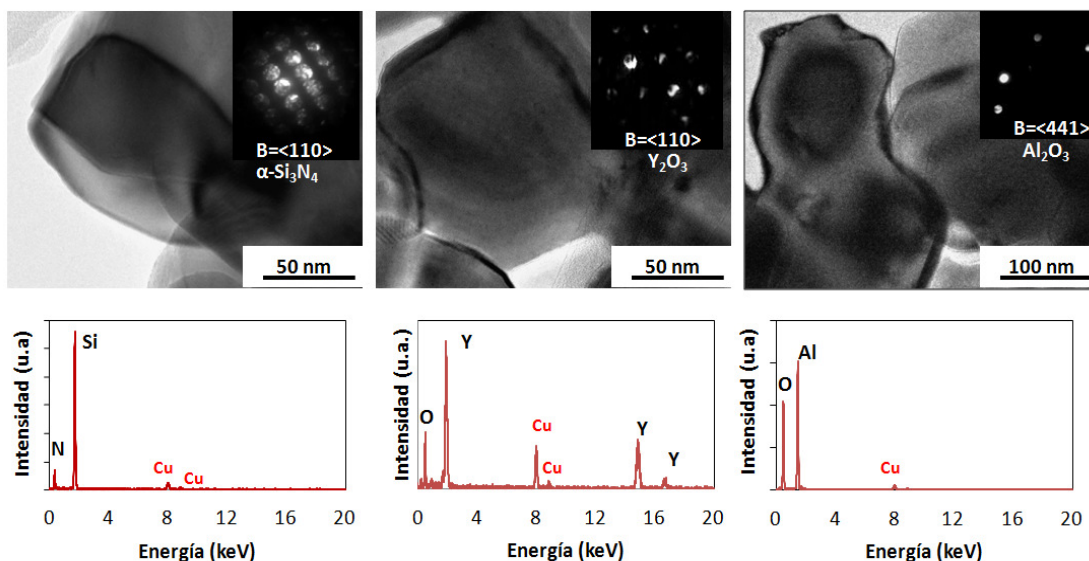 B=<110>
α-Si₃N₄
50 nm
B=<110>
Y₂O₃
50 nm
B=<441>
Al₂O₃
100 nm
Intensidad (u.a)
Si
N
Cu
Cu
0 4 8 12 16 20
Energía (keV)
Intensidad (u.a.)
Y
O
Cu
Cu
Y
Y
0 4 8 12 16 20
Energía (keV)
Intensidad (u.a)
Al
O
Cu
0 4 8 12 16 20
Energía (keV)